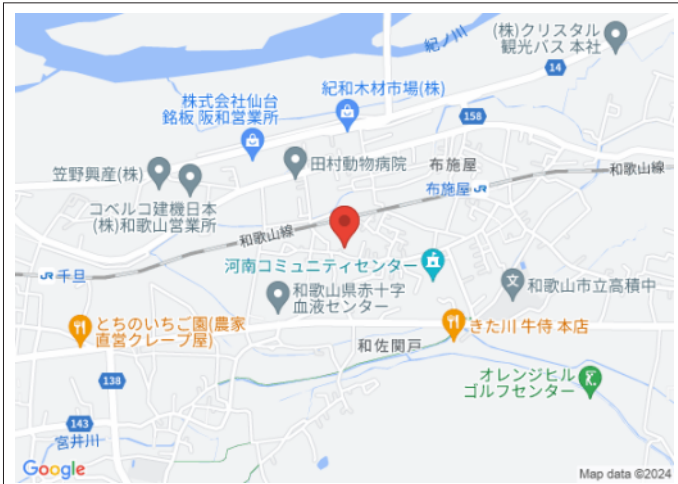 (株)クリスタル
観光バス 本社
紀ノ川
14
紀和木材市場(株)
株式会社仙台
銘板 阪和営業所
158
笠野興産(株)
田村動物病院
布施屋
和歌山線
布施屋 JR
コベルコ建機日本
(株)和歌山営業所
和歌山線
河南コミュニティセンター
JR 千旦
和歌山県赤十字
血液センター
和歌山市立高積中
とちのいちご園(農家
直営クレープ屋)
きた川 牛侍 本店
和佐関戸
138
オレンジヒル
ゴルフセンター
143
宮井川
Google
Map data ©2024